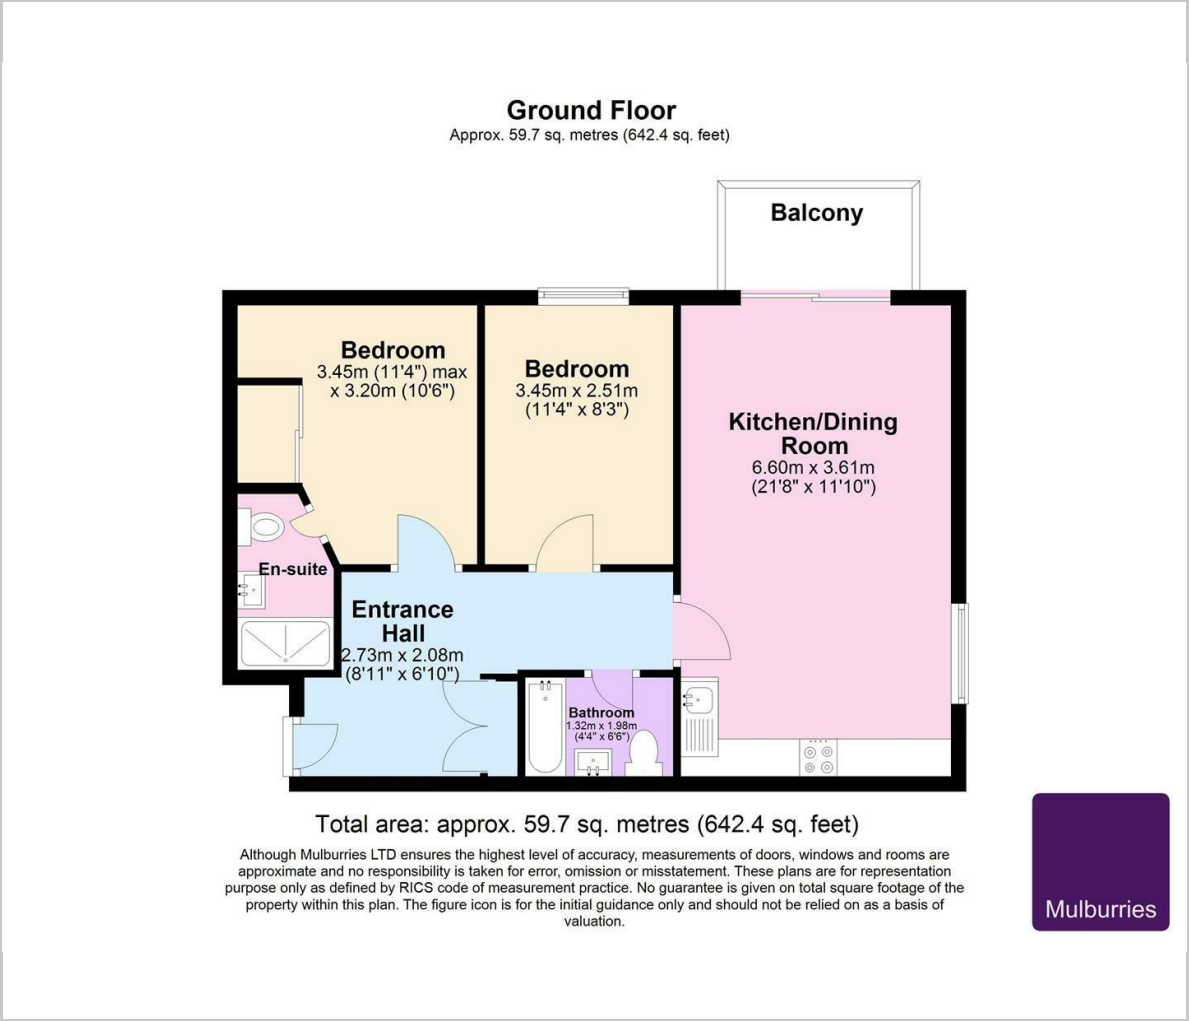 Ground Floor
Approx. 59.7 sq. metres (642.4 sq. feet)
Balcony
Bedroom
3.45m (11'4") max
x 3.20m (10'6")
Bedroom
3.45m x 2.51m
(11'4" x 8'3")
Kitchen/Dining
Room
6.60m x 3.61m
(21'8" x 11'10")
En-suite
Entrance
Hall
2.73m x 2.08m
(8'11" x 6'10")
Bathroom
1.32m x 1.98m
(4'4" x 6'6")
Total area: approx. 59.7 sq. metres (642.4 sq. feet)
Although Mulburries LTD ensures the highest level of accuracy, measurements of doors, windows and rooms are
approximate and no responsibility is taken for error, omission or misstatement. These plans are for representation
purpose only as defined by RICS code of measurement practice. No guarantee is given on total square footage of the
property within this plan. The figure icon is for the initial guidance only and should not be relied on as a basis of
valuation.
Mulburries